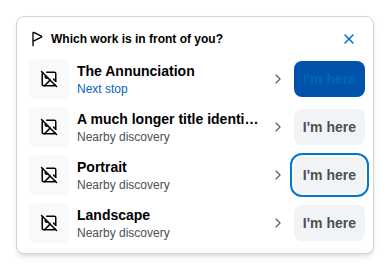 Which work is in front of you?
The Annunciation
Next stop
I'm here
A much longer title identi…
Nearby discovery
I'm here
Portrait
Nearby discovery
I'm here
Landscape
Nearby discovery
I'm here